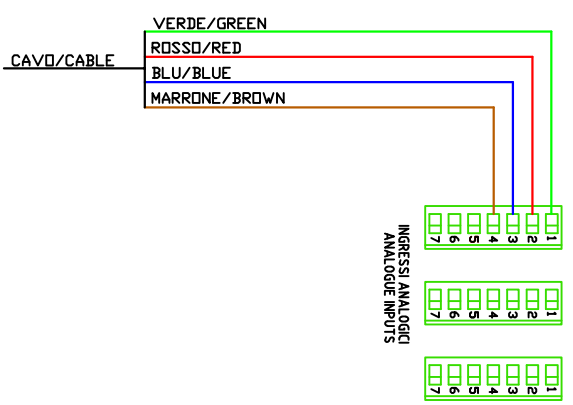 VERDE/GREEN
ROSSO/RED
CAVO/CABLE
BLU/BLUE
MARRONE/BROWN
INGRESSI ANALOGICI
ANALOGUE INPUTS
7 6 5 4 3 2 1
7 6 5 4 3 2 1
7 6 5 4 3 2 1